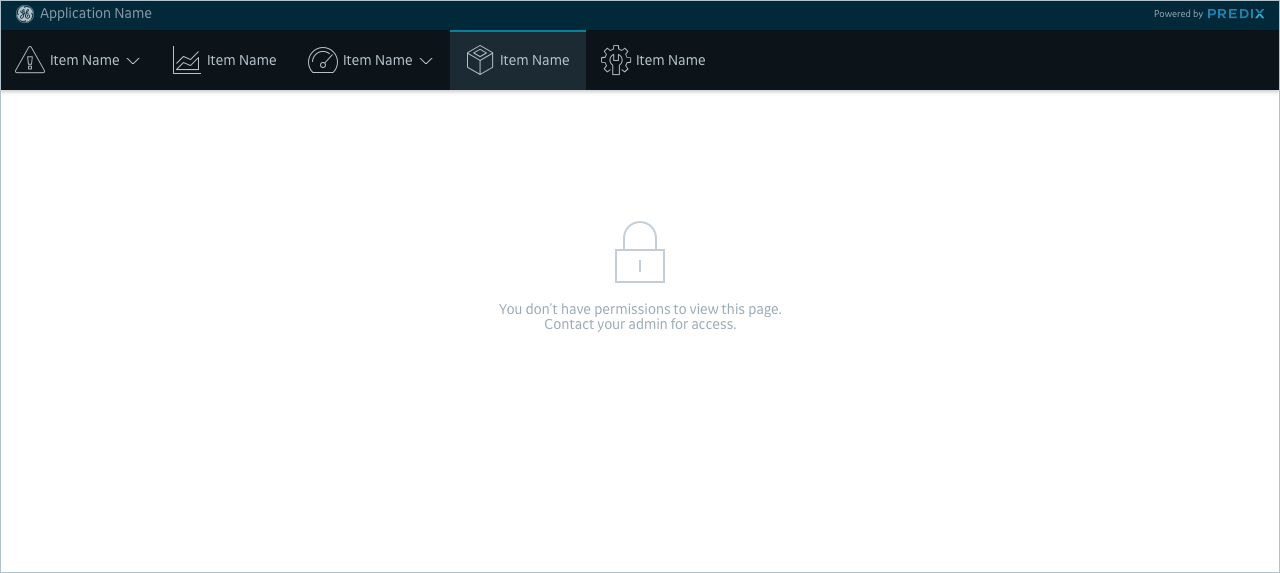 Application Name
Powered by PREDIX
Item Name
Item Name
Item Name
Item Name
Item Name
You don't have permissions to view this page.
Contact your admin for access.